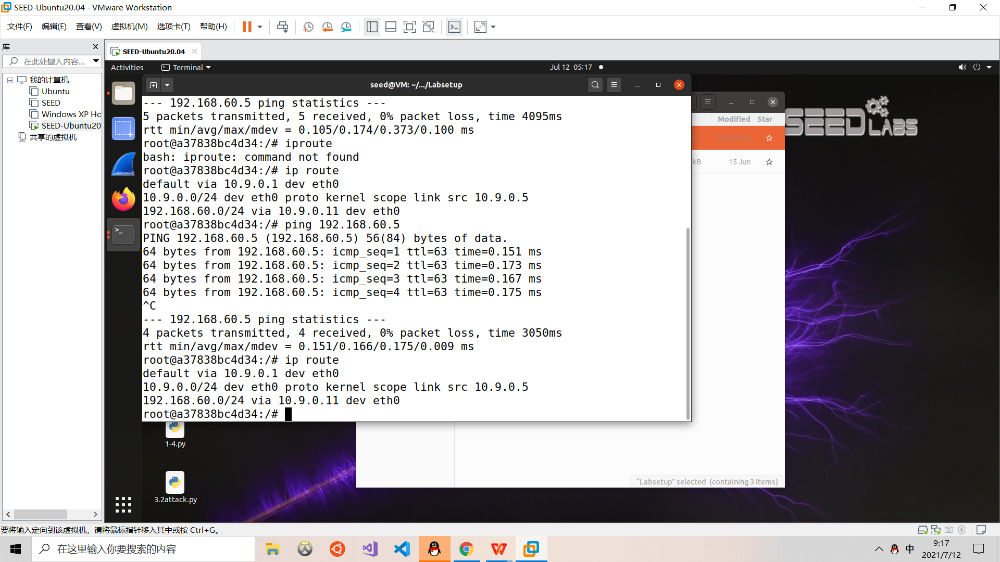 SEED-Ubuntu20.04 - VMware Workstation
文件(F) 编辑(E) 查看(V) 虚拟机(M) 选项卡(T) 帮助(H)
库
SEED-Ubuntu20.04
在此处键入内容...
我的计算机
Ubuntu
SEED
Windows XP Ho
SEED-Ubuntu20
共享的虚拟机
Activities
Terminal
Jul 12 05:17
seed@VM: ~/.../Labsetup
--- 192.168.60.5 ping statistics ---
5 packets transmitted, 5 received, 0% packet loss, time 4095ms
rtt min/avg/max/mdev = 0.105/0.174/0.373/0.100 ms
root@a37838bc4d34:/# iproute
bash: iproute: command not found
root@a37838bc4d34:/# ip route
default via 10.9.0.1 dev eth0
10.9.0.0/24 dev eth0 proto kernel scope link src 10.9.0.5
192.168.60.0/24 via 10.9.0.11 dev eth0
root@a37838bc4d34:/# ping 192.168.60.5
PING 192.168.60.5 (192.168.60.5) 56(84) bytes of data.
64 bytes from 192.168.60.5: icmp_seq=1 ttl=63 time=0.151 ms
64 bytes from 192.168.60.5: icmp_seq=2 ttl=63 time=0.173 ms
64 bytes from 192.168.60.5: icmp_seq=3 ttl=63 time=0.167 ms
64 bytes from 192.168.60.5: icmp_seq=4 ttl=63 time=0.175 ms
^C
--- 192.168.60.5 ping statistics ---
4 packets transmitted, 4 received, 0% packet loss, time 3050ms
rtt min/avg/max/mdev = 0.151/0.166/0.175/0.009 ms
root@a37838bc4d34:/# ip route
default via 10.9.0.1 dev eth0
10.9.0.0/24 dev eth0 proto kernel scope link src 10.9.0.5
192.168.60.0/24 via 10.9.0.11 dev eth0
root@a37838bc4d34:/#
Modified Star
Yesterday
kB 15 Jun
SEED LABS
1-4.py
3.2attack.py
“Labsetup” selected (containing 3 items)
要将输入定向到该虚拟机，请将鼠标指针移入其中或按 Ctrl+G。
在这里输入你要搜索的内容
中
9:17
2021/7/12